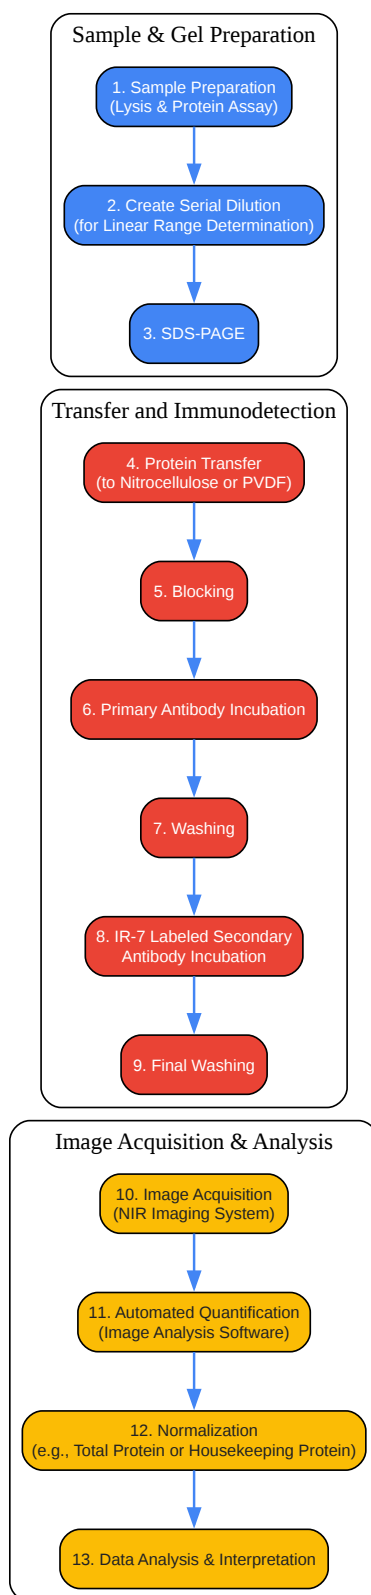 Sample & Gel Preparation
1. Sample Preparation
(Lysis & Protein Assay)
2. Create Serial Dilution
(for Linear Range Determination)
3. SDS-PAGE
Transfer and Immunodetection
4. Protein Transfer
(to Nitrocellulose or PVDF)
5. Blocking
6. Primary Antibody Incubation
7. Washing
8. IR-7 Labeled Secondary
Antibody Incubation
9. Final Washing
Image Acquisition & Analysis
10. Image Acquisition
(NIR Imaging System)
11. Automated Quantification
(Image Analysis Software)
12. Normalization
(e.g., Total Protein or Housekeeping Protein)
13. Data Analysis & Interpretation